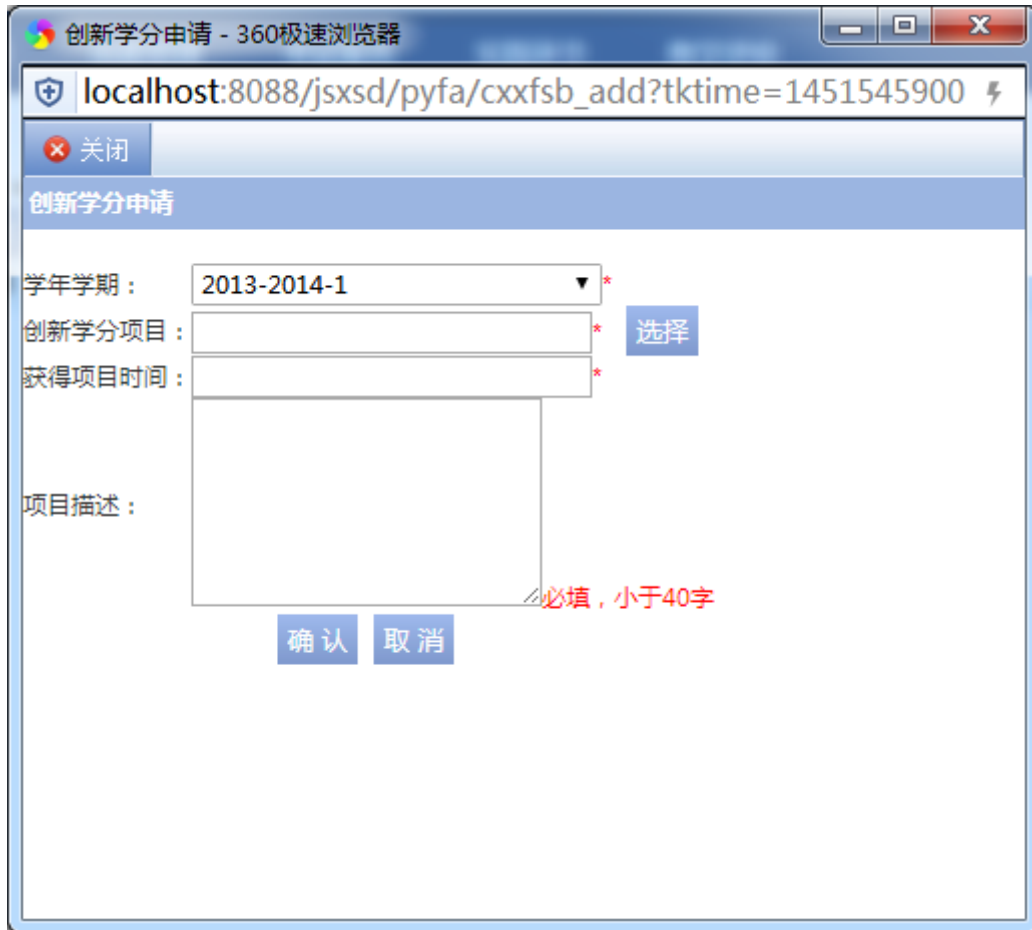 创新学分申请 - 360极速浏览器
localhost:8088/jsxsd/pyfa/cxxfsb_add?tktime=1451545900
关闭
创新学分申请
学年学期： 2013-2014-1 *
创新学分项目： * 选择
获得项目时间： *
项目描述： 必填，小于40字
确 认 取 消